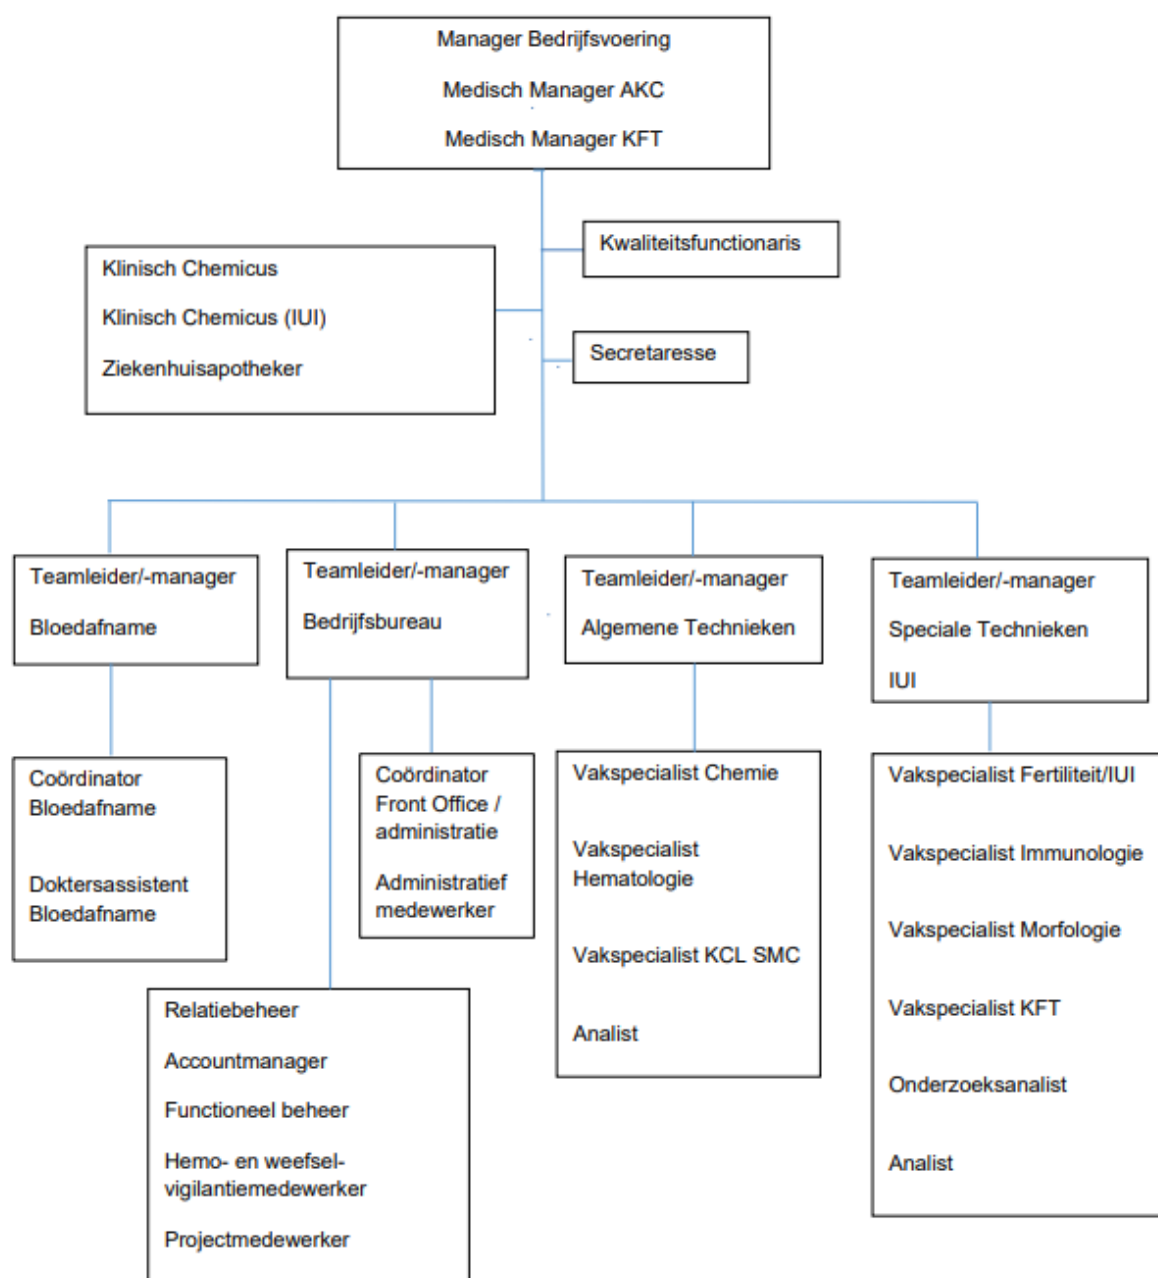 Manager Bedrijfsvoering
Medisch Manager AKC
Medisch Manager KFT
Kwaliteitsfunctionaris
Klinisch Chemicus
Klinisch Chemicus (IUI)
Ziekenhuisapotheker
Secretaresse
Teamleider/-manager
Bloedafname
Teamleider/-manager
Bedrijfsbureau
Teamleider/-manager
Algemene Technieken
Teamleider/-manager
Speciale Technieken
IUI
Coördinator
Bloedafname
Doktersassistent
Bloedafname
Coördinator
Front Office /
administratie
Administratief
medewerker
Vakspecialist Chemie
Vakspecialist
Hematologie
Vakspecialist KCL SMC
Analist
Vakspecialist Fertiliteit/IUI
Vakspecialist Immunologie
Vakspecialist Morfologie
Vakspecialist KFT
Onderzoeksanalist
Analist
Relatiebeheer
Accountmanager
Functioneel beheer
Hemo- en weefsel-
vigilantiemedewerker
Projectmedewerker